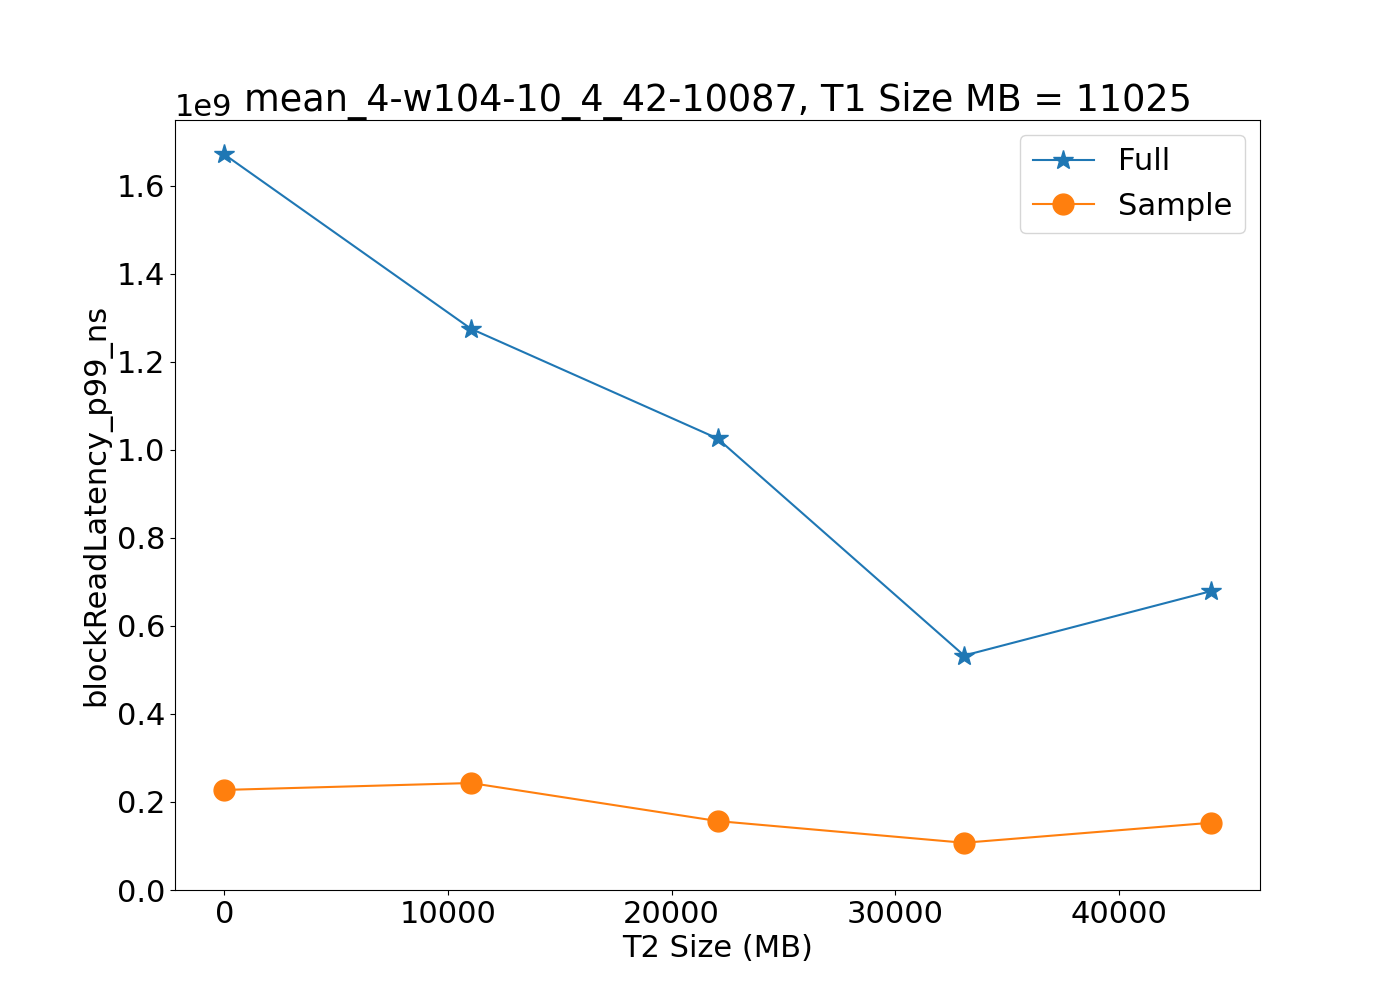 1e9
mean_4-w104-10_4_42-10087, T1 Size MB = 11025
Full
Sample
blockReadLatency_p99_ns
1.6
1.4
1.2
1.0
0.8
0.6
0.4
0.2
0.0
0 10000 20000 30000 40000
T2 Size (MB)